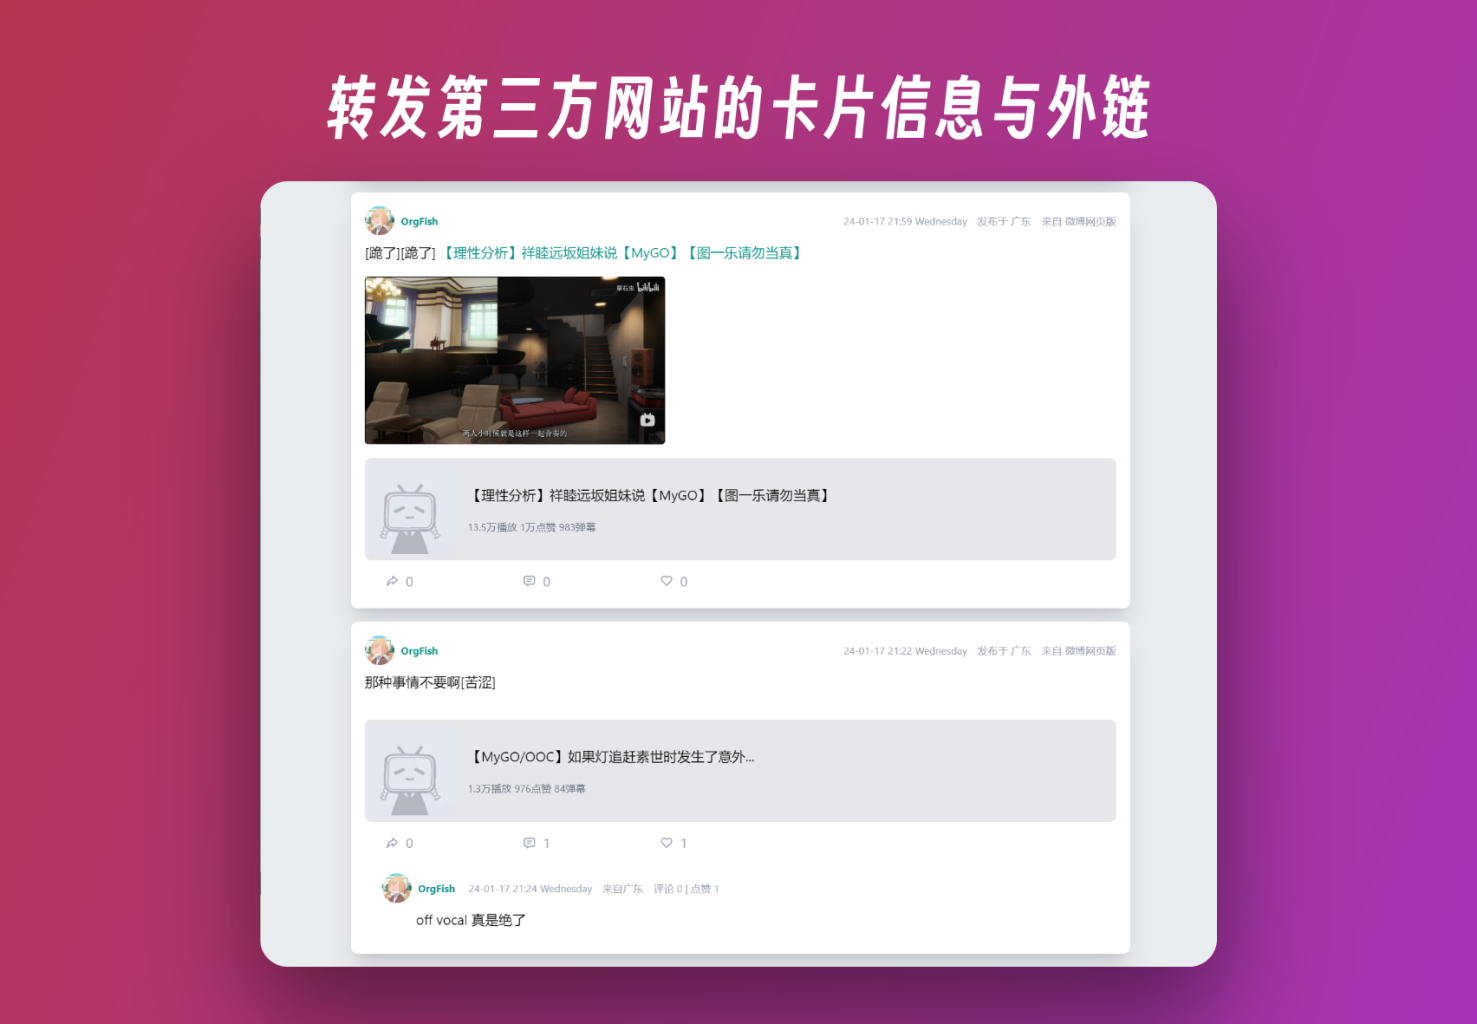 转发第三方网站的卡片信息与外链
OrgFish
24-01-17 21:59 Wednesday 发布于 广东 来自 微博网页版
[跪了][跪了] 【理性分析】祥睦远坂姐妹说【MyGO】【图一乐请勿当真】
bilibili
两人小时候就是这样一起合奏的
【理性分析】祥睦远坂姐妹说【MyGO】【图一乐请勿当真】
13.5万播放 1万点赞 983弹幕
0 0 0
OrgFish
24-01-17 21:22 Wednesday 发布于 广东 来自 微博网页版
那种事情不要啊[苦涩]
【MyGO/OOC】如果灯追赶素世时发生了意外...
1.3万播放 976点赞 84弹幕
0 1 1
OrgFish 24-01-17 21:24 Wednesday 来自广东 评论 0 | 点赞 1
off vocal 真是绝了